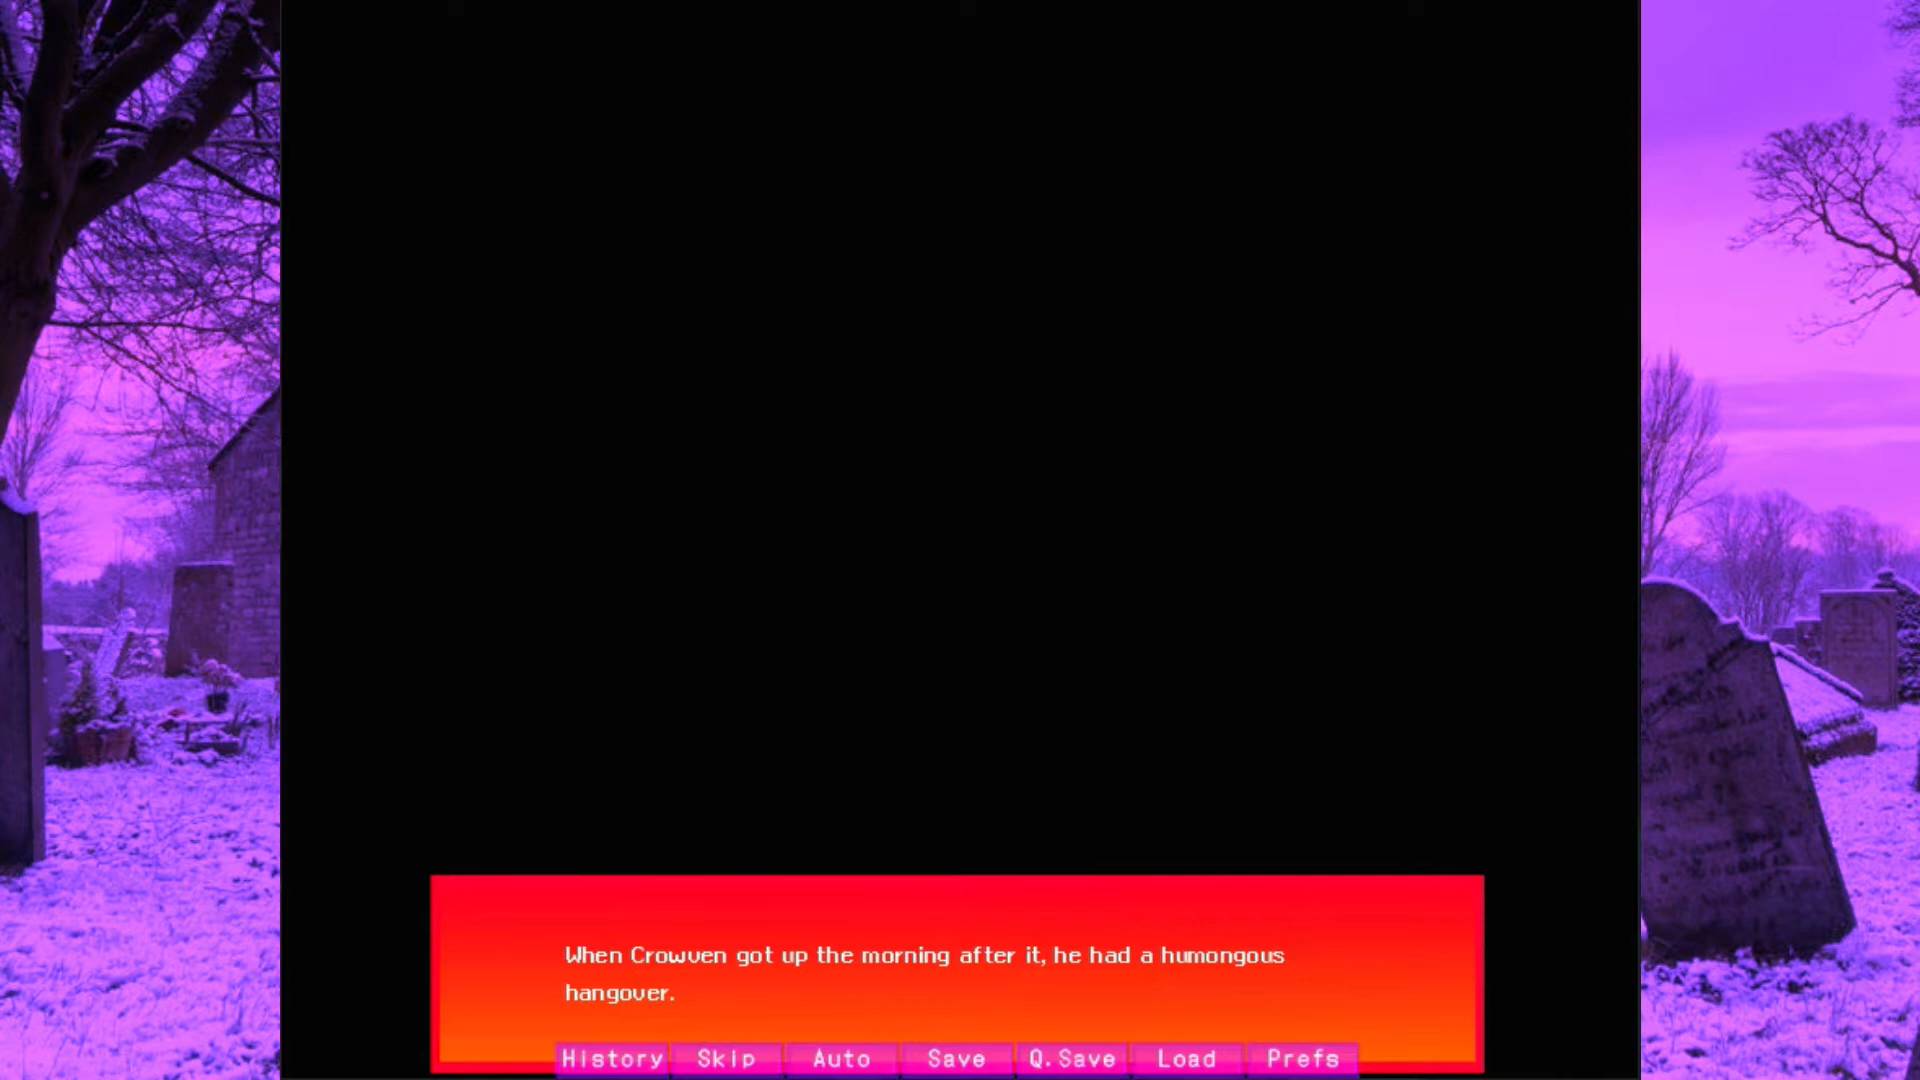 When Crowven got up the morning after it, he had a humongous
hangover.
History Skip Auto Save Q.Save Load Prefs